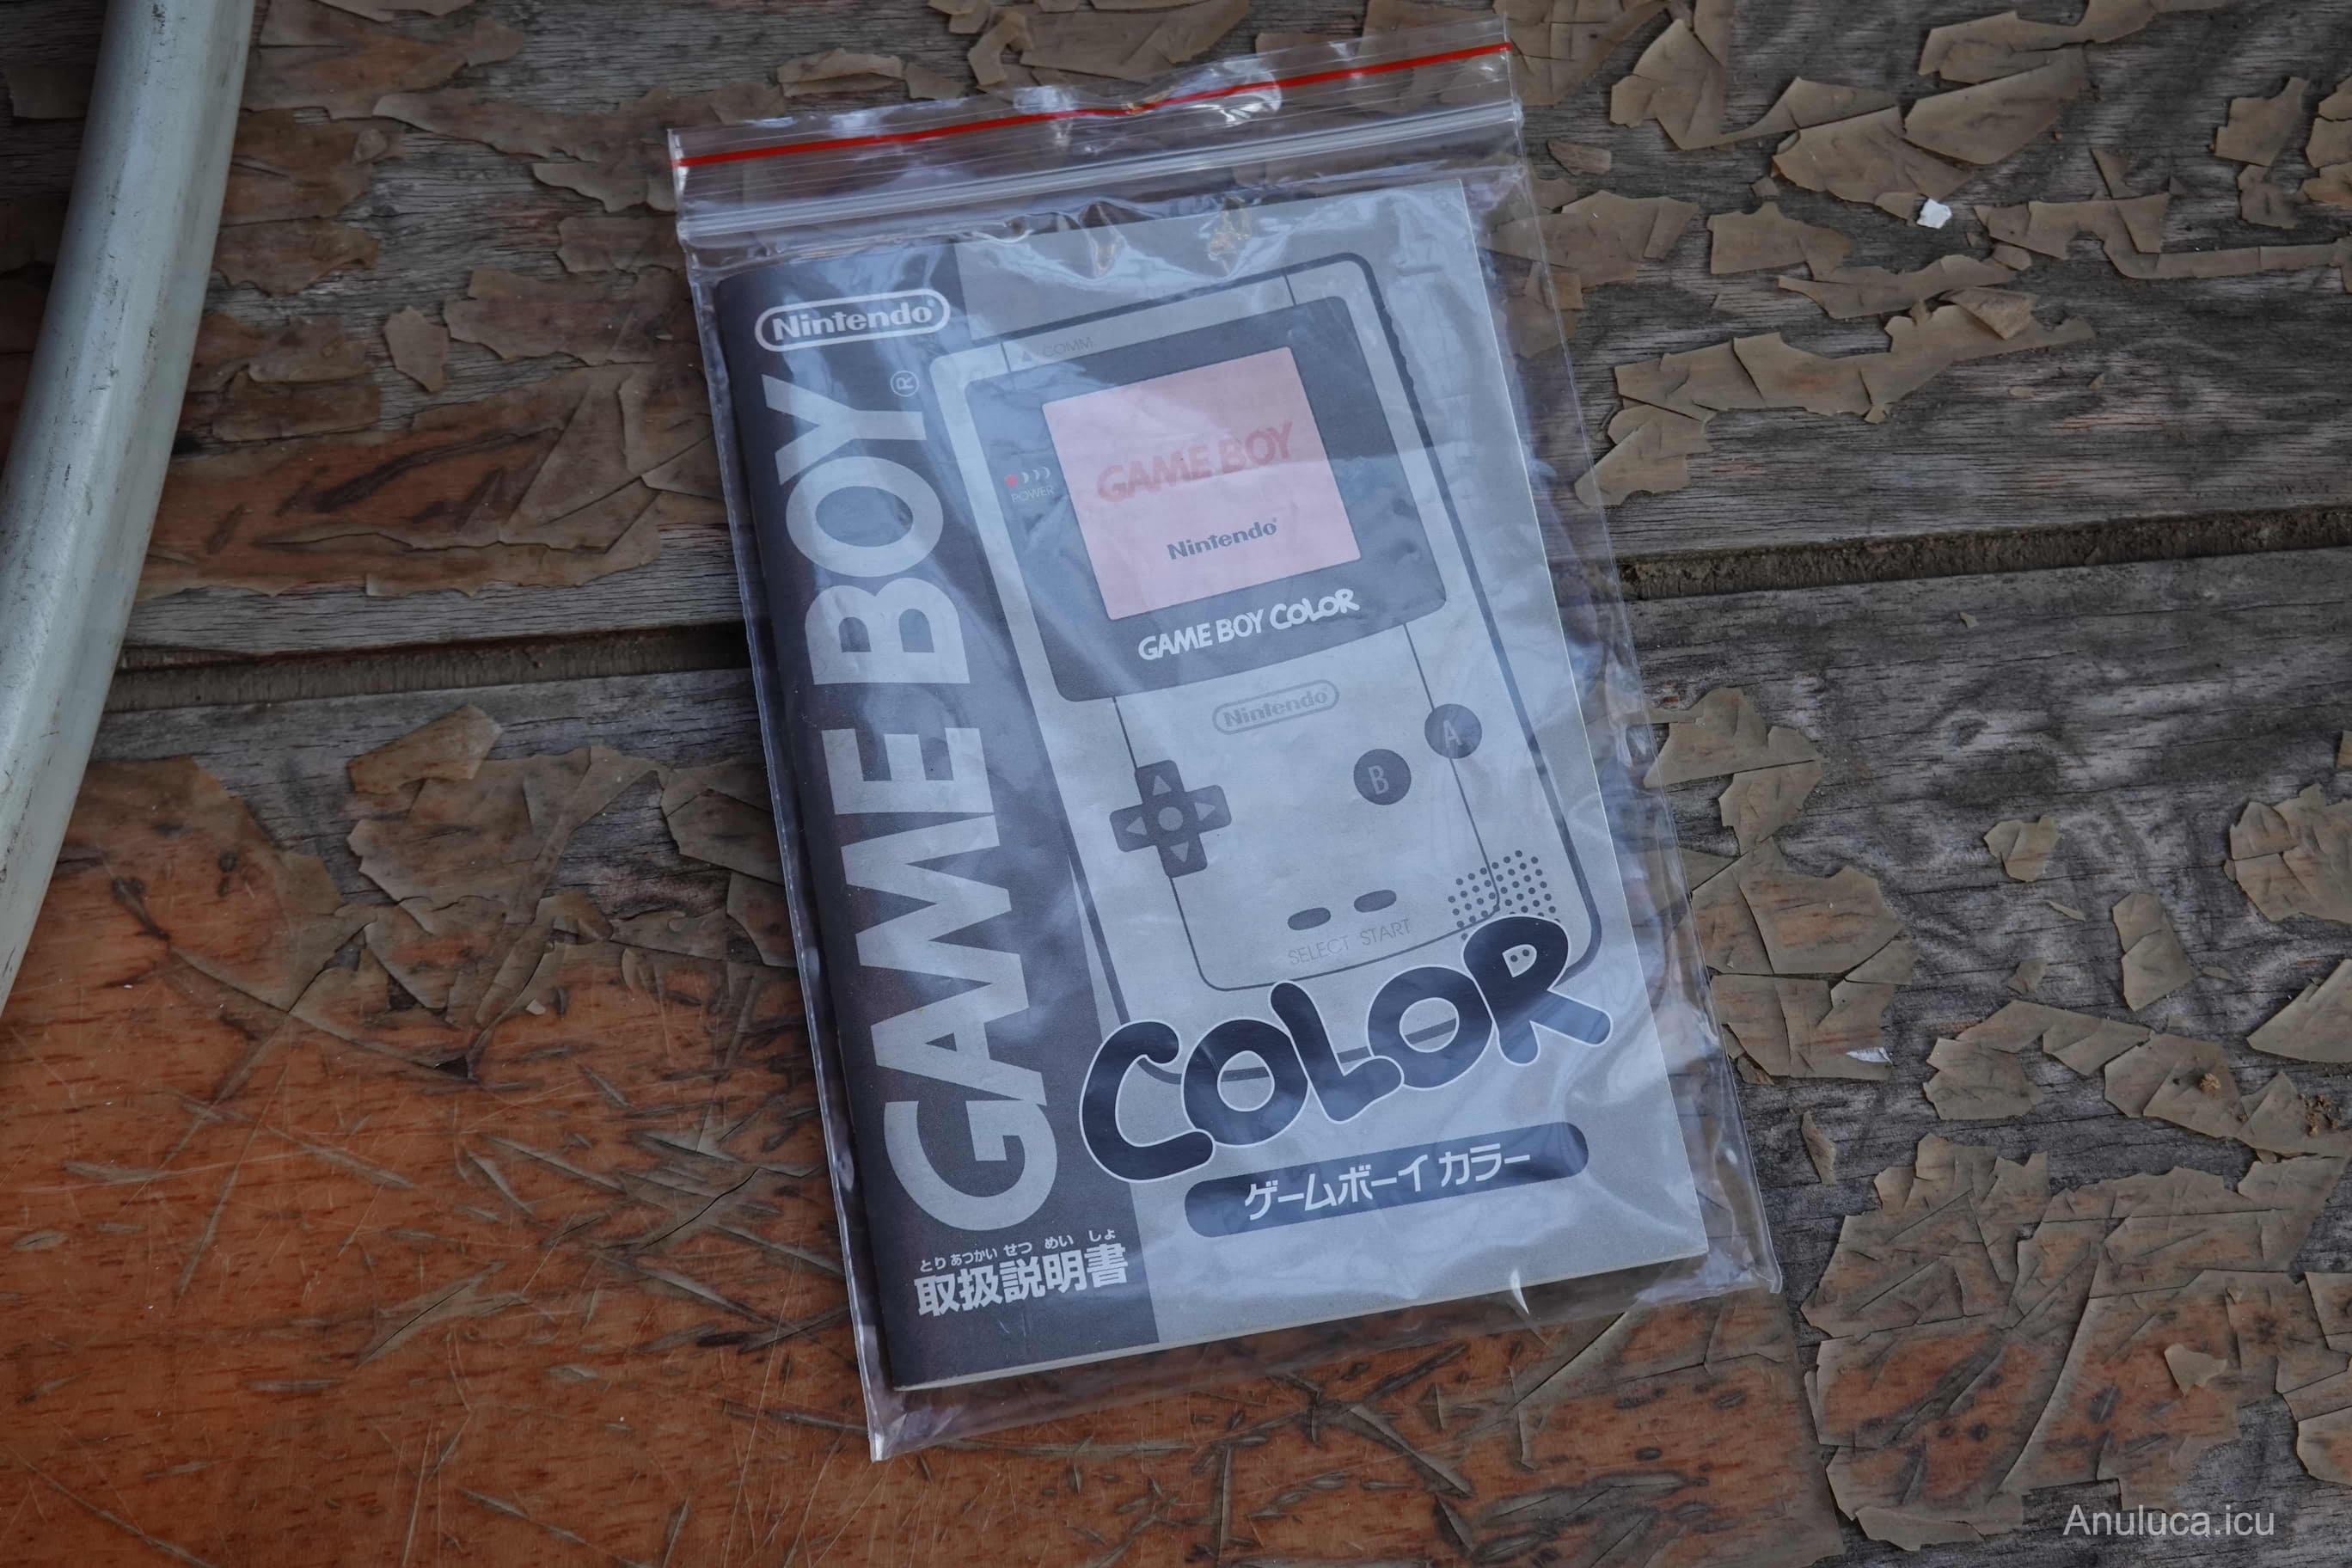 Nintendo®
GAME BOY®
COMM.
POWER
GAME BOY
Nintendo®
GAME BOY COLOR
Nintendo®
A
B
SELECT START
COLOR
ゲームボーイ カラー
とり あつかい せつ めい しょ
取扱説明書
Anuluca.icu